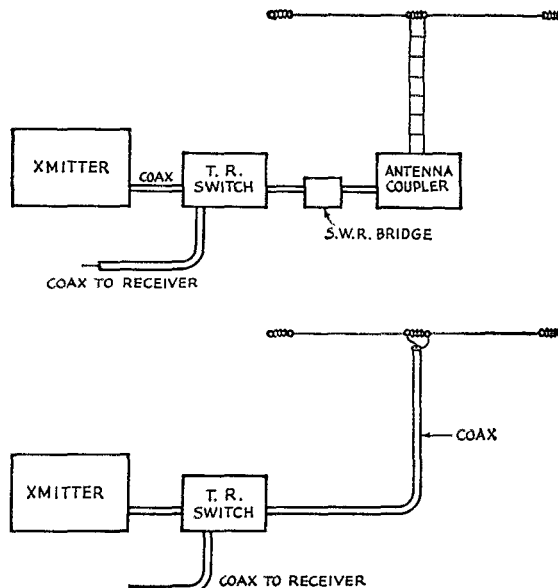 XMITTER
COAX
T. R.
SWITCH
ANTENNA
COUPLER
S.W.R. BRIDGE
COAX TO RECEIVER
COAX
XMITTER
T. R.
SWITCH
COAX TO RECEIVER